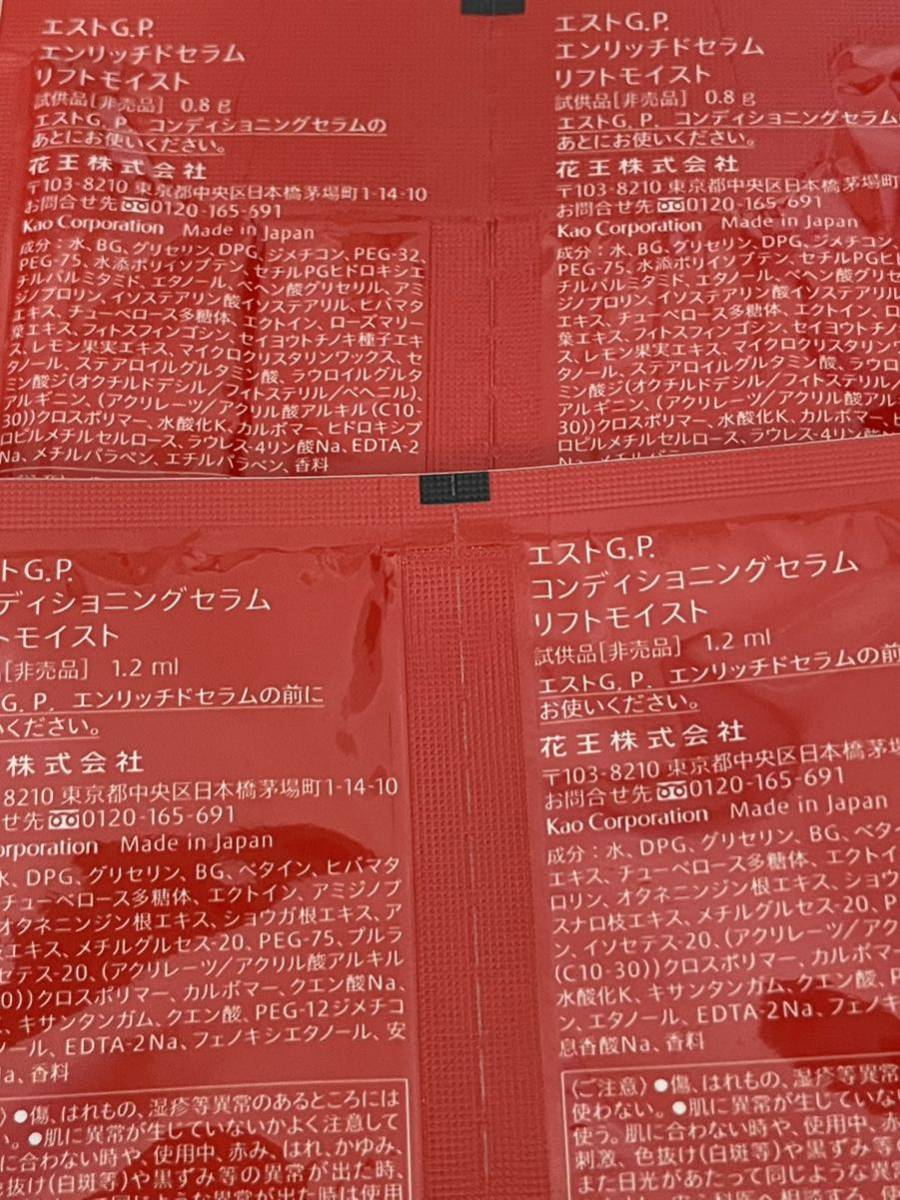 エストG.P.
エンリッチドセラム
リフトモイスト
試供品[非売品] 0.8g
エストG.P. コンディショニングセラムの
あとにお使いください。
花王株式会社
〒103-8210 東京都中央区日本橋茅場町1-14-10
お問合せ先 0120-165-691
Kao Corporation Made in Japan
成分：水、BG、グリセリン、DPG、ジメチコン、PEG-32、
PEG-75、水添ポリイソブテン、セチルPGヒドロキシエ
チルパルミタミド、エタノール、ベヘン酸グリセリル、アミ
ジノプロリン、イソステアリン酸イソステアリル、ヒバマタ
エキス、チューベロース多糖体、エクトイン、ローズマリー
葉エキス、フィトスフィンゴシン、セイヨウトチノキ種子エキ
ス、レモン果実エキス、マイクロクリスタリンワックス、セ
タノール、ステアロイルグルタミン酸、ラウロイルグルタ
ミン酸ジ(オクチルドデシル／フィトステリル／ベヘニル)、
アルギニン、(アクリレーツ／アクリル酸アルキル(C10-
30))クロスポリマー、水酸化K、カルボマー、ヒドロキシプ
ロピルメチルセルロース、ラウレス-4リン酸Na、EDTA-2
Na、メチルパラベン、エチルパラベン、香料
エストG.P.
エンリッチドセラム
リフトモイスト
試供品[非売品] 0.8g
エストG.P. コンディショニングセラム
あとにお使いください。
花王株式会社
〒103-8210 東京都中央区日本橋茅場町
お問合せ先 0120-165-691
Kao Corporation Made in Japan
成分：水、BG、グリセリン、DPG、ジメチコン、
PEG-75、水添ポリイソブテン、セチルPGヒ
チルパルミタミド、エタノール、ベヘン酸グリセ
ジノプロリン、イソステアリン酸イソステアリル
エキス、チューベロース多糖体、エクトイン、ロ
葉エキス、フィトスフィンゴシン、セイヨウトチノ
ス、レモン果実エキス、マイクロクリスタリン
タノール、ステアロイルグルタミン酸、ラウロ
ミン酸ジ(オクチルドデシル／フィトステリル／
アルギニン、(アクリレーツ／アクリル酸アルキ
30))クロスポリマー、水酸化K、カルボマー、ヒ
ロピルメチルセルロース、ラウレス-4リン酸N
トG.P.
ディショニングセラム
トモイスト
[非売品] 1.2ml
G.P. エンリッチドセラムの前に
いください。
株式会社
8210 東京都中央区日本橋茅場町1-14-10
せ先 0120-165-691
orporation Made in Japan
水、DPG、グリセリン、BG、ベタイン、ヒバマタ
チューベロース多糖体、エクトイン、アミジノプ
オタネニンジン根エキス、ショウガ根エキス、ア
枝エキス、メチルグルセス-20、PEG-75、プルラ
セテス-20、(アクリレーツ／アクリル酸アルキル
0))クロスポリマー、カルボマー、クエン酸Na、
、キサンタンガム、クエン酸、PEG-12ジメチコ
ノール、EDTA-2Na、フェノキシエタノール、安
Na、香料
●傷、はれもの、湿疹等異常のあるところには
い。●肌に異常が生じていないかよく注意して
に合わない時や、使用中、赤み、はれ、かゆみ、
色抜け(白斑等)や黒ずみ等の異常が出た時、
エストG.P.
コンディショニングセラム
リフトモイスト
試供品[非売品] 1.2ml
エストG.P. エンリッチドセラムの前
お使いください。
花王株式会社
〒103-8210 東京都中央区日本橋茅場
お問合せ先 0120-165-691
Kao Corporation Made in Japan
成分：水、DPG、グリセリン、BG、ベタ
エキス、チューベロース多糖体、エクトイ
ロリン、オタネニンジン根エキス、ショウ
スナロ枝エキス、メチルグルセス-20、P
ン、イソセテス-20、(アクリレーツ／アク
(C10-30))クロスポリマー、カルボマー
水酸化K、キサンタンガム、クエン酸、P
ン、エタノール、EDTA-2Na、フェノキ
息香酸Na、香料
〈ご注意〉●傷、はれもの、湿疹等異常の
使わない。●肌に異常が生じていない
使う。肌に合わない時や、使用中、赤
刺激、色抜け(白斑等)や黒ずみ等の異
また日光があたって同じような異常